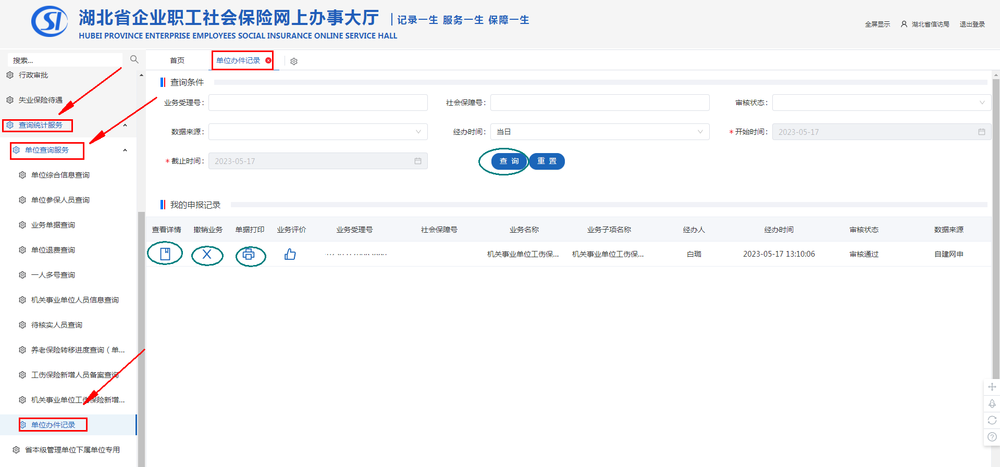 湖北省企业职工社会保险网上办事大厅 | 记录一生 服务一生 保障一生
HUBEI PROVINCE ENTERPRISE EMPLOYEES SOCIAL INSURANCE ONLINE SERVICE HALL
全屏显示 湖北省信访局 退出登录
搜索...
行政审批
失业保险待遇
查询统计服务
单位查询服务
单位综合信息查询
单位参保人员查询
业务单据查询
单位退费查询
一人多号查询
机关事业单位人员信息查询
待核实人员查询
养老保险转移进度查询（单...
工伤保险新增人员备案查询
机关事业单位工伤保险新增...
单位办件记录
省本级管理单位下属单位专用
首页 单位办件记录
查询条件
业务受理号: 社会保障号: 审核状态:
数据来源: 经办时间: 当日 *开始时间: 2023-05-17
*截止时间: 2023-05-17 查 询 重 置
我的申报记录
查看详情 撤销业务 单据打印 业务评价 业务受理号 社会保障号 业务名称 业务子项名称 经办人 经办时间 审核状态 数据来源
机关事业单位工伤保... 机关事业单位工伤保... 白璐 2023-05-17 13:10:06 审核通过 自建网申